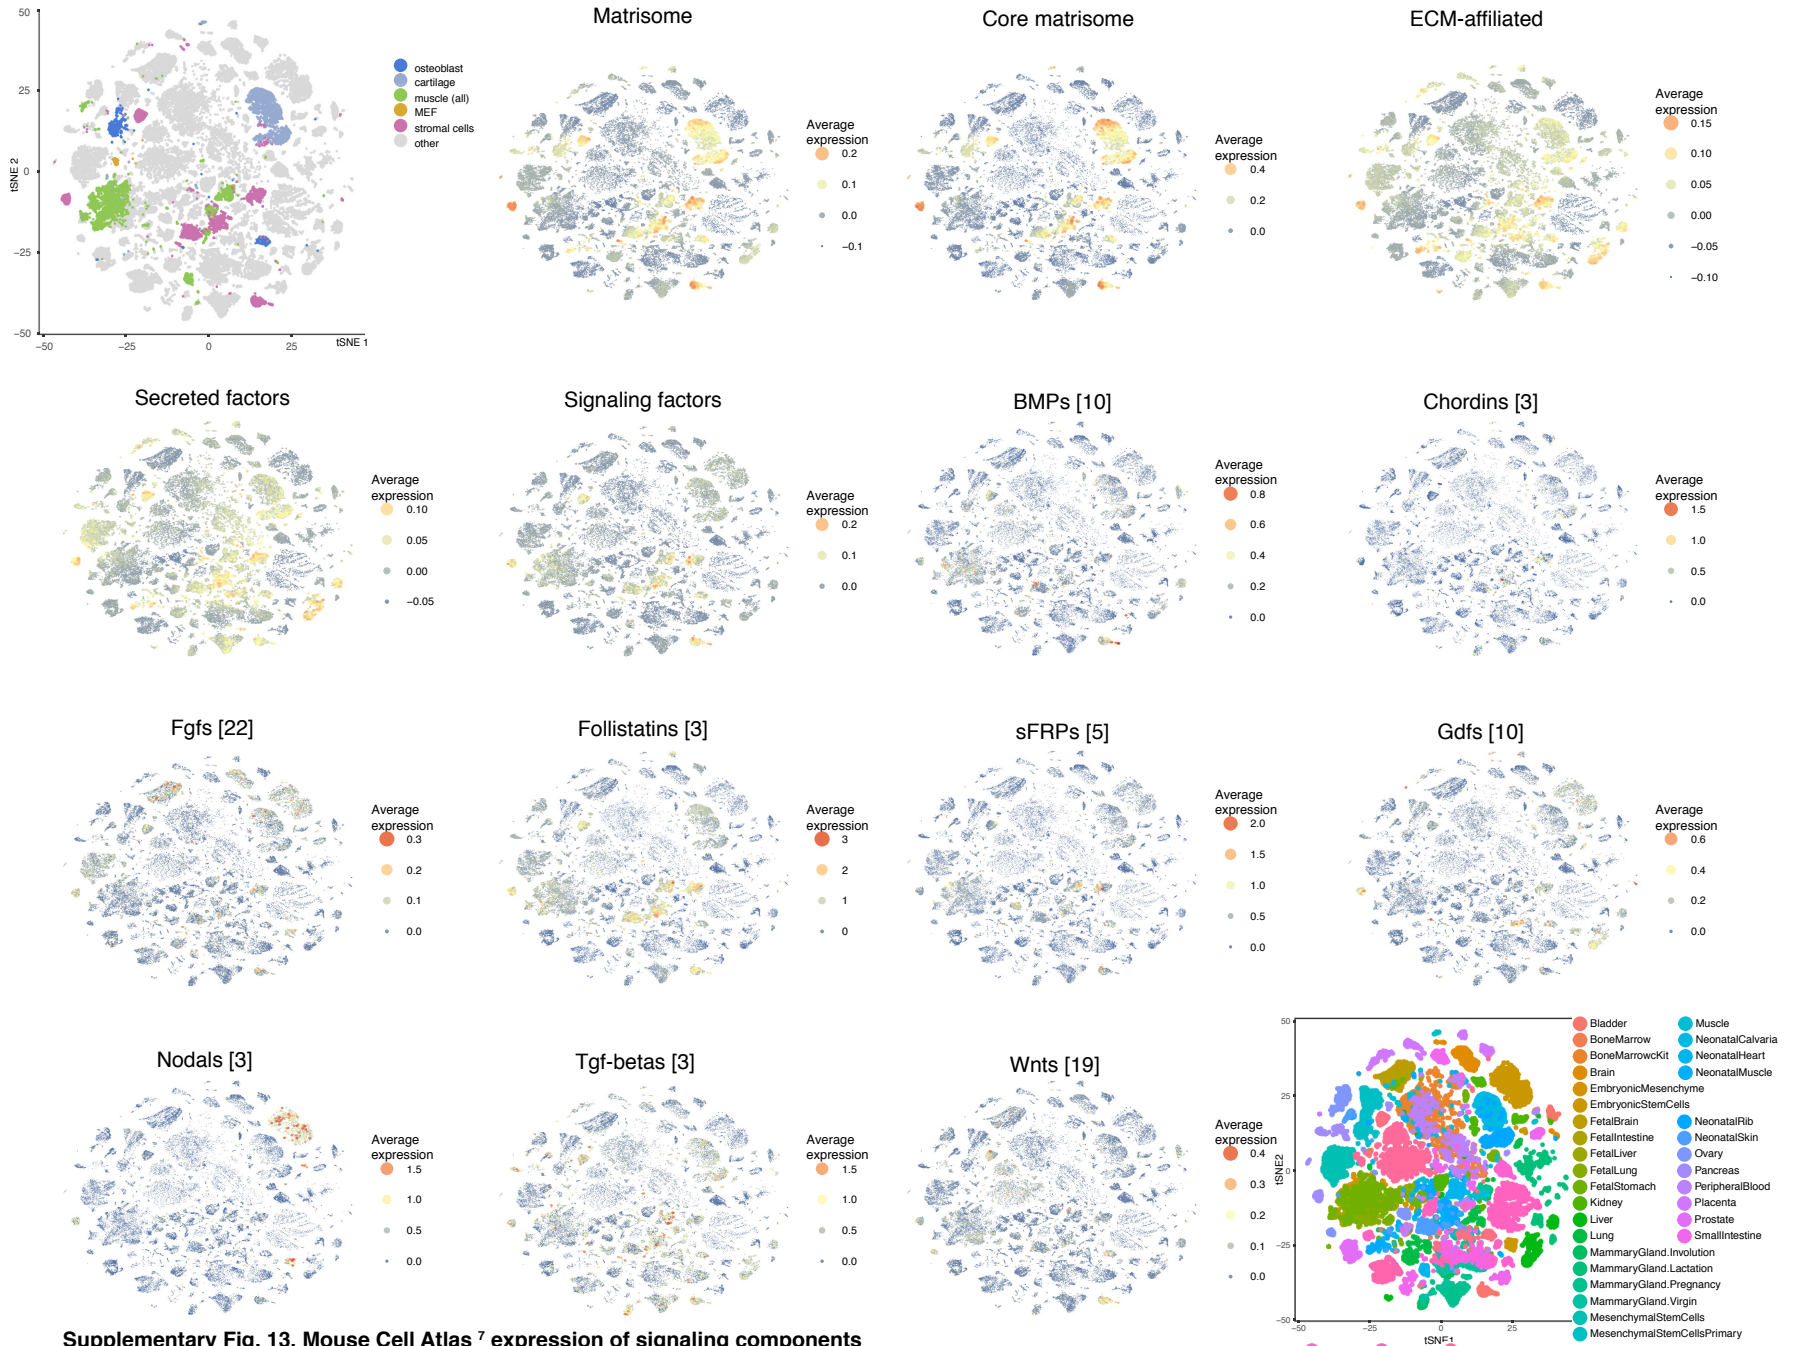 50
25
0
−25
−50
tSNE 2
−50
−25
0
25
tSNE 1
osteoblast
cartilage
muscle (all)
MEF
stromal cells
other
Matrisome
Average
expression
0.2
0.1
0.0
−0.1
Core matrisome
Average
expression
0.4
0.2
0.0
ECM-affiliated
Average
expression
0.15
0.10
0.05
0.00
−0.05
−0.10
Secreted factors
Average
expression
0.10
0.05
0.00
−0.05
Signaling factors
Average
expression
0.2
0.1
0.0
BMPs [10]
Average
expression
0.8
0.6
0.4
0.2
0.0
Chordins [3]
Average
expression
1.5
1.0
0.5
0.0
Fgfs [22]
Average
expression
0.3
0.2
0.1
0.0
Follistatins [3]
Average
expression
3
2
1
0
sFRPs [5]
Average
expression
2.0
1.5
1.0
0.5
0.0
Gdfs [10]
Average
expression
0.6
0.4
0.2
0.0
Nodals [3]
Average
expression
1.5
1.0
0.5
0.0
Tgf-betas [3]
Average
expression
1.5
1.0
0.5
0.0
Wnts [19]
Average
expression
0.4
0.3
0.2
0.1
0.0
50
25
0
−25
−50
tSNE2
−50
−25
0
25
tSNE1
Bladder
BoneMarrow
BoneMarrowcKit
Brain
EmbryonicMesenchyme
EmbryonicStemCells
FetalBrain
FetalIntestine
FetalLiver
FetalLung
FetalStomach
Kidney
Liver
Lung
MammaryGland.Involution
MammaryGland.Lactation
MammaryGland.Pregnancy
MammaryGland.Virgin
MesenchymalStemCells
MesenchymalStemCellsPrimary
Muscle
NeonatalCalvaria
NeonatalHeart
NeonatalMuscle
NeonatalRib
NeonatalSkin
Ovary
Pancreas
PeripheralBlood
Placenta
Prostate
SmallIntestine
Supplementary Fig. 13. Mouse Cell Atlas 7 expression of signaling components